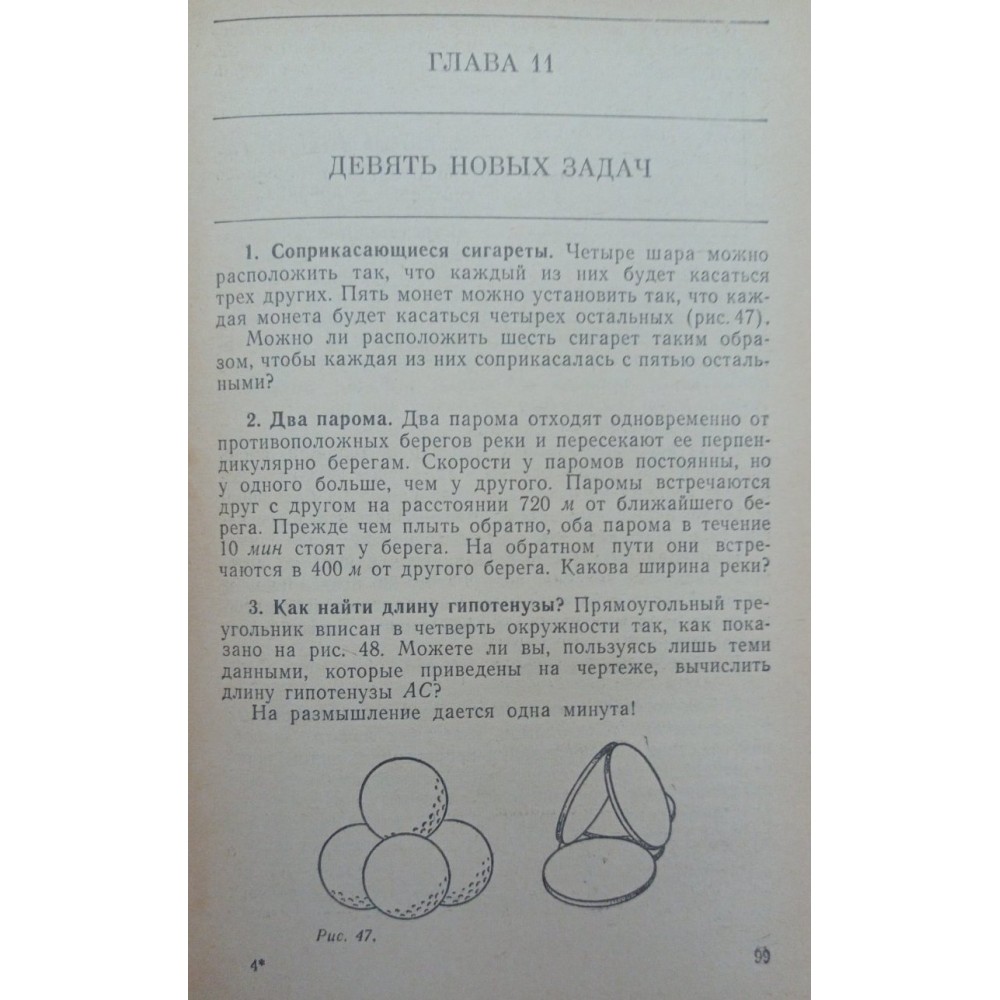 ГЛАВА 11
ДЕВЯТЬ НОВЫХ ЗАДАЧ
1. Соприкасающиеся сигареты. Четыре шара можно
расположить так, что каждый из них будет касаться
трех других. Пять монет можно установить так, что каж-
дая монета будет касаться четырех остальных (рис. 47).
Можно ли расположить шесть сигарет таким обра-
зом, чтобы каждая из них соприкасалась с пятью осталь-
ными?
2. Два парома. Два парома отходят одновременно от
противоположных берегов реки и пересекают ее перпен-
дикулярно берегам. Скорости у паромов постоянны, но
у одного больше, чем у другого. Паромы встречаются
друг с другом на расстоянии 720 м от ближайшего бе-
рега. Прежде чем плыть обратно, оба парома в течение
10 мин стоят у берега. На обратном пути они встре-
чаются в 400 м от другого берега. Какова ширина реки?
3. Как найти длину гипотенузы? Прямоугольный тре-
угольник вписан в четверть окружности так, как пока-
зано на рис. 48. Можете ли вы, пользуясь лишь теми
данными, которые приведены на чертеже, вычислить
длину гипотенузы AC?
На размышление дается одна минута!
Рис. 47.
4*
99